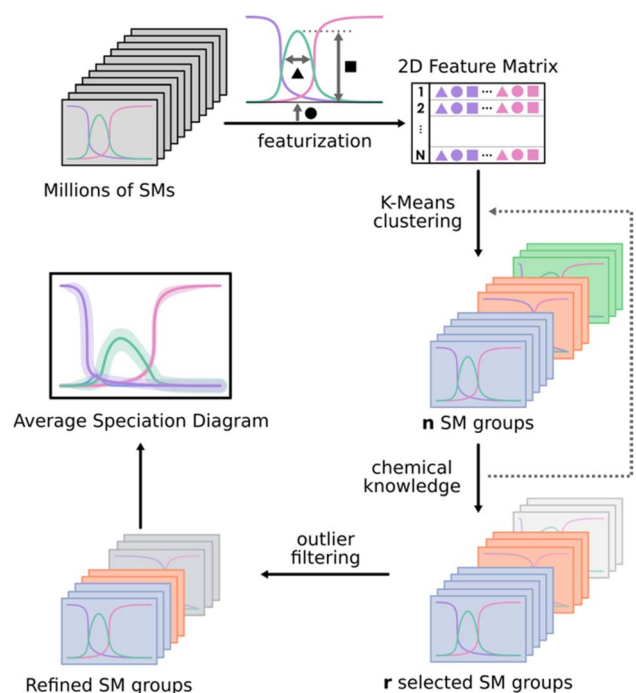 2D Feature Matrix
1
2
⋮
N
...
...
...
featurization
Millions of SMs
K-Means
clustering
n SM groups
Average Speciation Diagram
chemical
knowledge
outlier
filtering
Refined SM groups
r selected SM groups